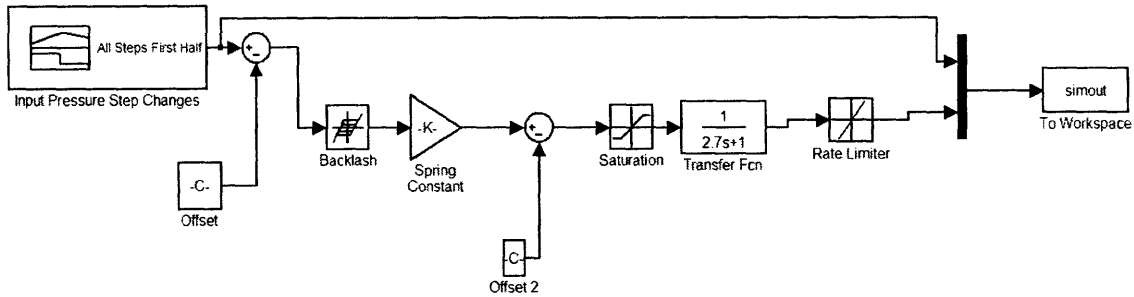 All Steps First Half
Input Pressure Step Changes
+
−
-C-
Offset
Backlash
-K-
Spring
Constant
+
−
-C-
Offset 2
Saturation
1
2.7s+1
Transfer Fcn
Rate Limiter
simout
To Workspace